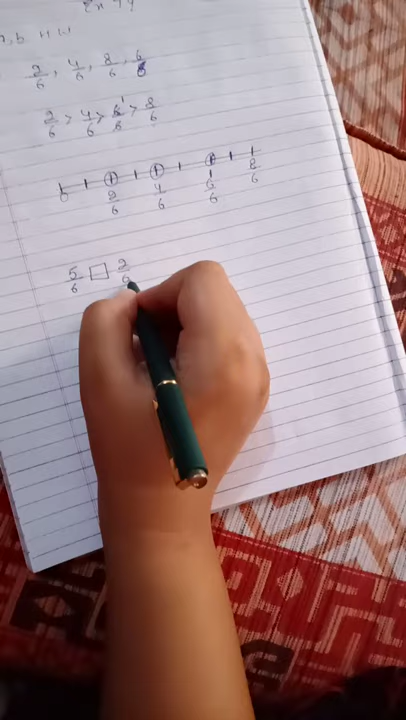 a, b H W
2/6, 4/6, 8/6, 6/6
2/6 > 4/6 > 6/6 1 > 8/6
0 2/6 4/6 6/6 8/6
5/6 □ 2/6